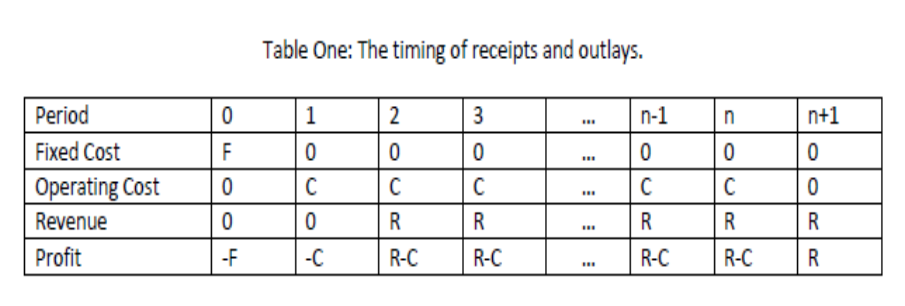 Table One: The timing of receipts and outlays.
Period 0 1 2 3 ... n-1 n n+1
Fixed Cost F 0 0 0 ... 0 0 0
Operating Cost 0 C C C ... C C 0
Revenue 0 0 R R ... R R R
Profit -F -C R-C R-C ... R-C R-C R